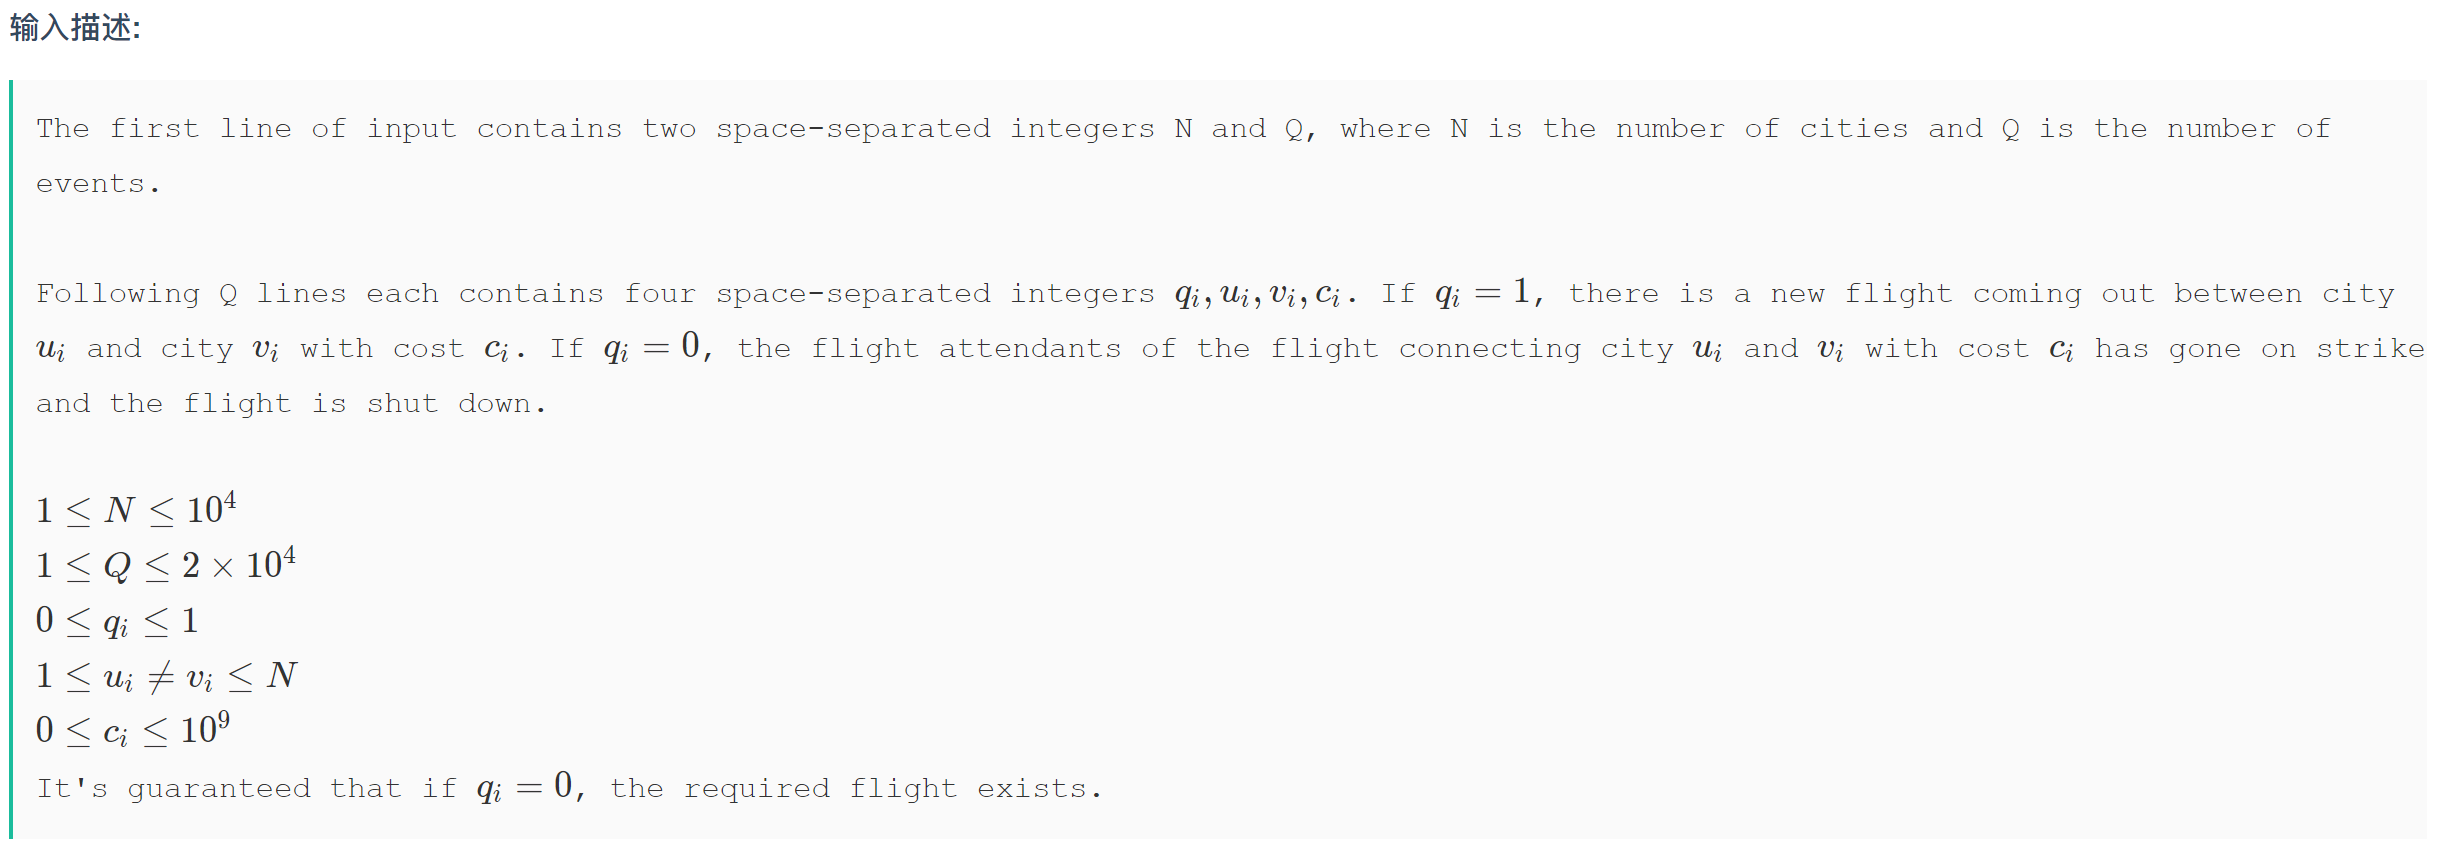 输入描述:
The first line of input contains two space-separated integers N and Q, where N is the number of cities and Q is the number of
events.
Following Q lines each contains four space-separated integers $q_i, u_i, v_i, c_i$. If $q_i = 1$, there is a new flight coming out between city
$u_i$ and city $v_i$ with cost $c_i$. If $q_i = 0$, the flight attendants of the flight connecting city $u_i$ and $v_i$ with cost $c_i$ has gone on strike
and the flight is shut down.
$1 \leq N \leq 10^4$
$1 \leq Q \leq 2 \times 10^4$
$0 \leq q_i \leq 1$
$1 \leq u_i \neq v_i \leq N$
$0 \leq c_i \leq 10^9$
It's guaranteed that if $q_i = 0$, the required flight exists.